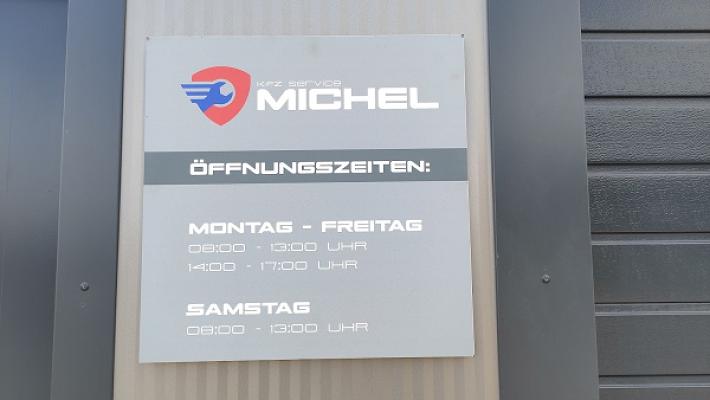 KFZ SERVICE
MICHEL
ÖFFNUNGSZEITEN:
MONTAG - FREITAG
08:00 - 13:00 UHR
14:00 - 17:00 UHR
SAMSTAG
08:00 - 13:00 UHR